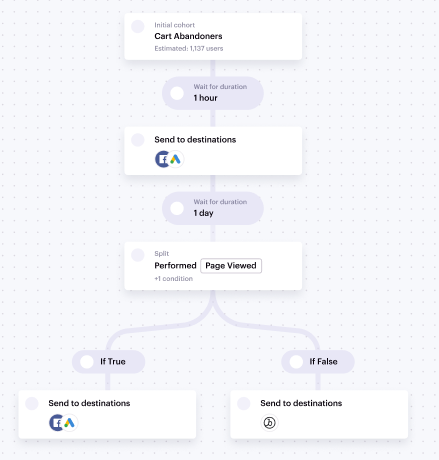 Initial cohort
Cart Abandoners
Estimated: 1,137 users
Wait for duration
1 hour
Send to destinations
Wait for duration
1 day
Split
Performed Page Viewed
+1 condition
If True
If False
Send to destinations
Send to destinations